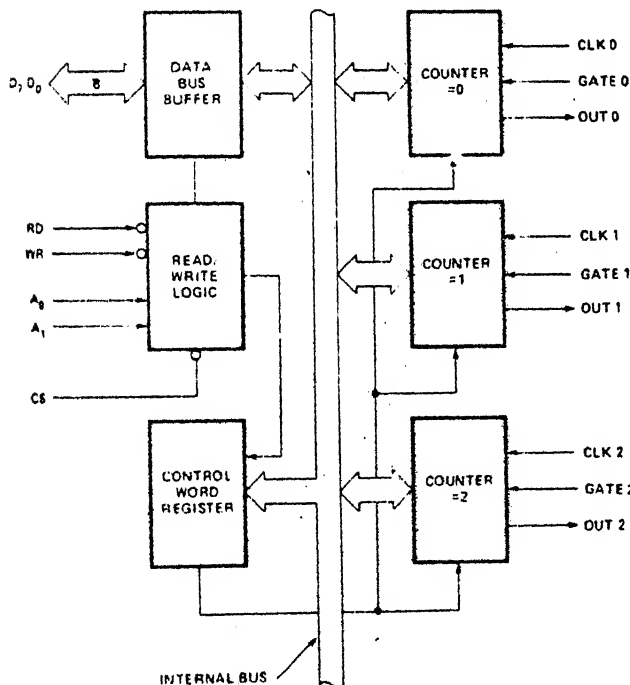 D7 D0
8
DATA
BUS
BUFFER
RD
WR
A0
A1
CS
READ/
WRITE
LOGIC
CONTROL
WORD
REGISTER
INTERNAL BUS
COUNTER
=0
CLK 0
GATE 0
OUT 0
COUNTER
=1
CLK 1
GATE 1
OUT 1
COUNTER
=2
CLK 2
GATE 2
OUT 2